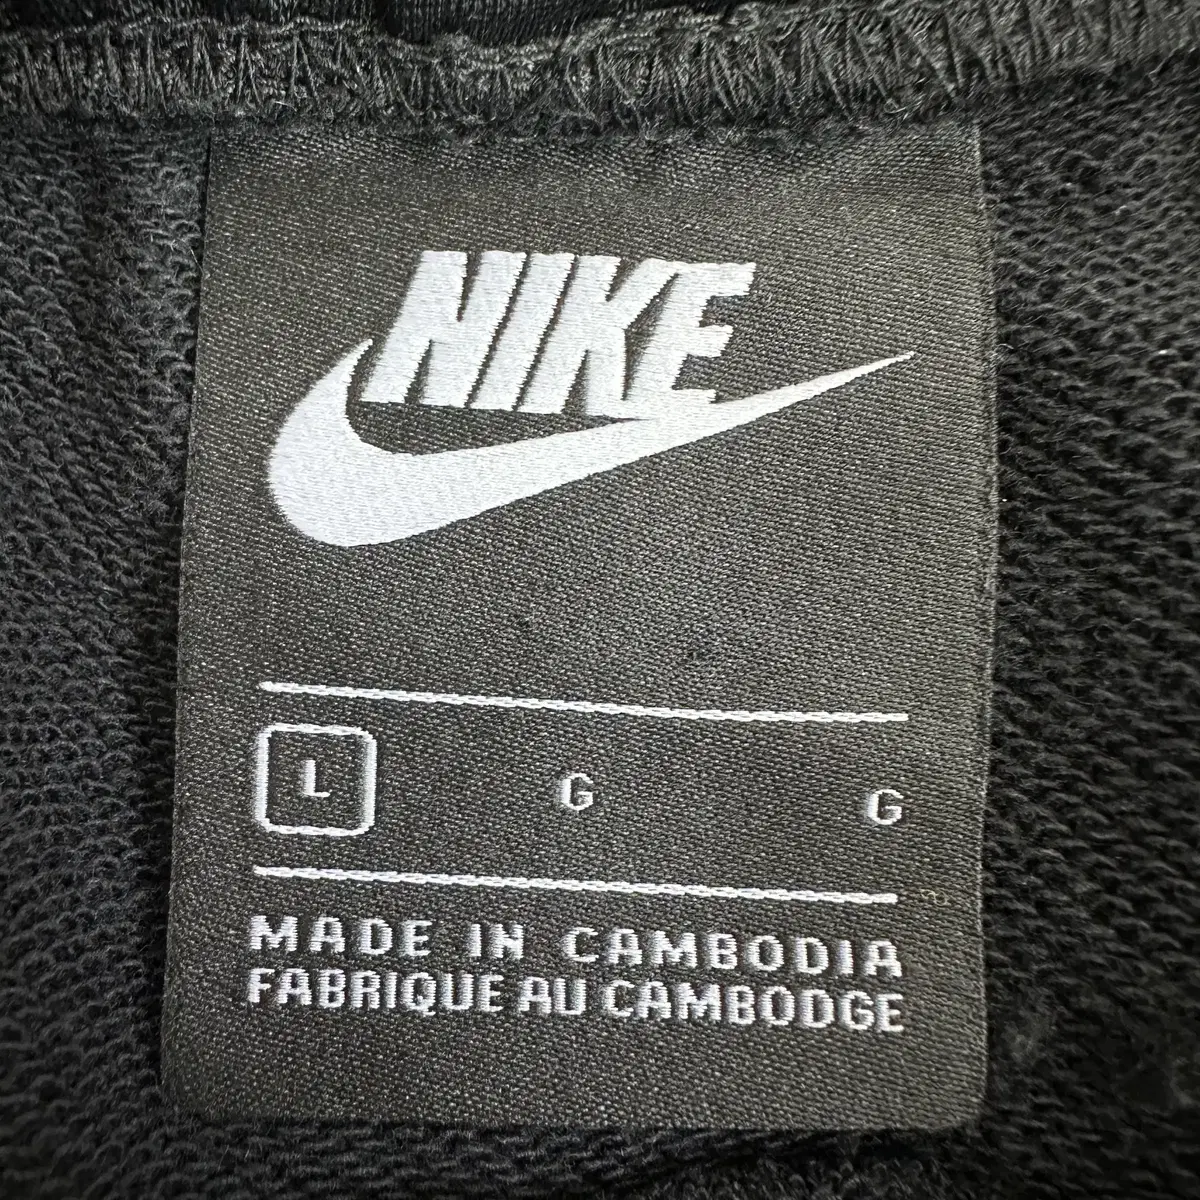 NIKE
L G G
MADE IN CAMBODIA
FABRIQUE AU CAMBODGE